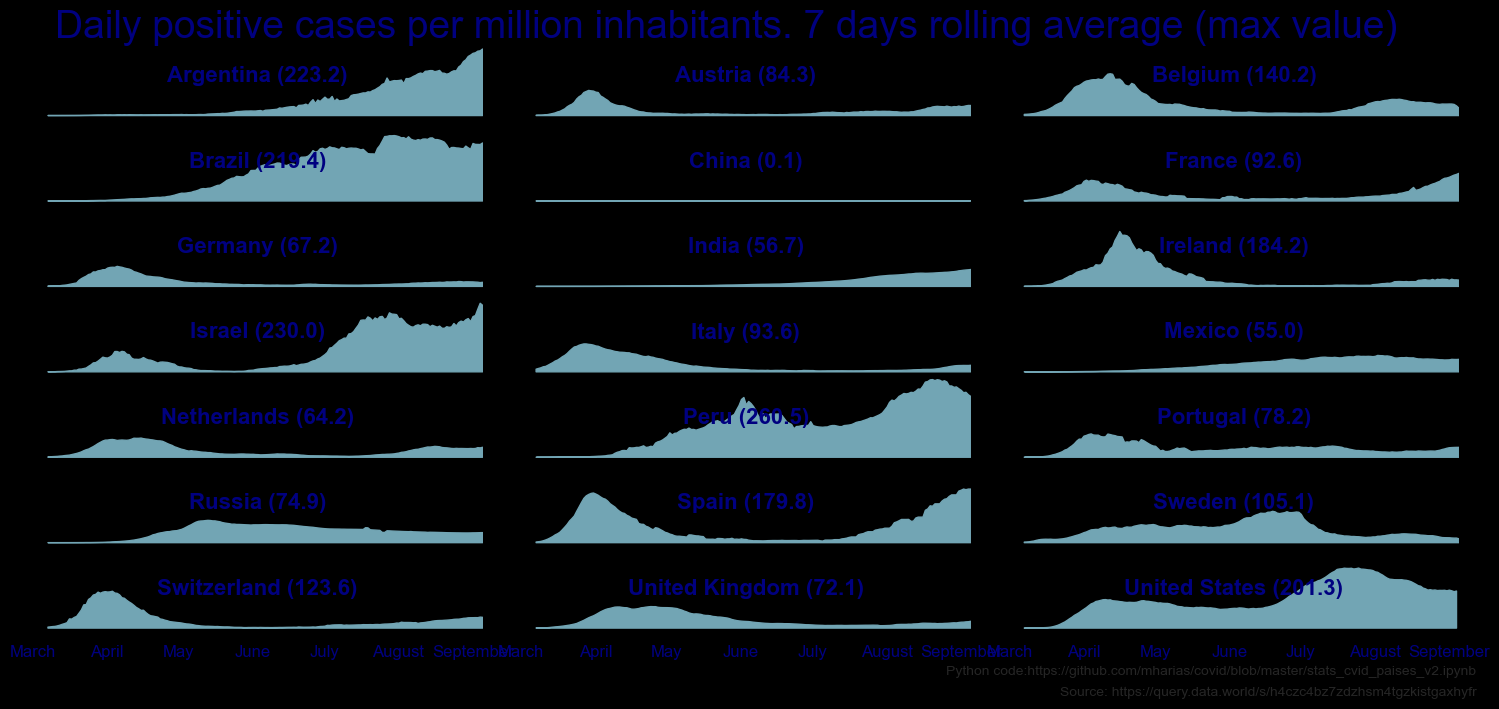 Daily positive cases per million inhabitants. 7 days rolling average (max value)
Argentina (223.2) Austria (84.3) Belgium (140.2)
Brazil (219.4) China (0.1) France (92.6)
Germany (67.2) India (56.7) Ireland (184.2)
Israel (230.0) Italy (93.6) Mexico (55.0)
Netherlands (64.2) Peru (260.5) Portugal (78.2)
Russia (74.9) Spain (179.8) Sweden (105.1)
Switzerland (123.6) United Kingdom (72.1) United States (201.3)
March April May June July August September March April May June July August September March April May June July August September
Python code:https://github.com/mharias/covid/blob/master/stats_cvid_paises_v2.ipynb
Source: https://query.data.world/s/h4czc4bz7zdzhsm4tgzkistgaxhyfr